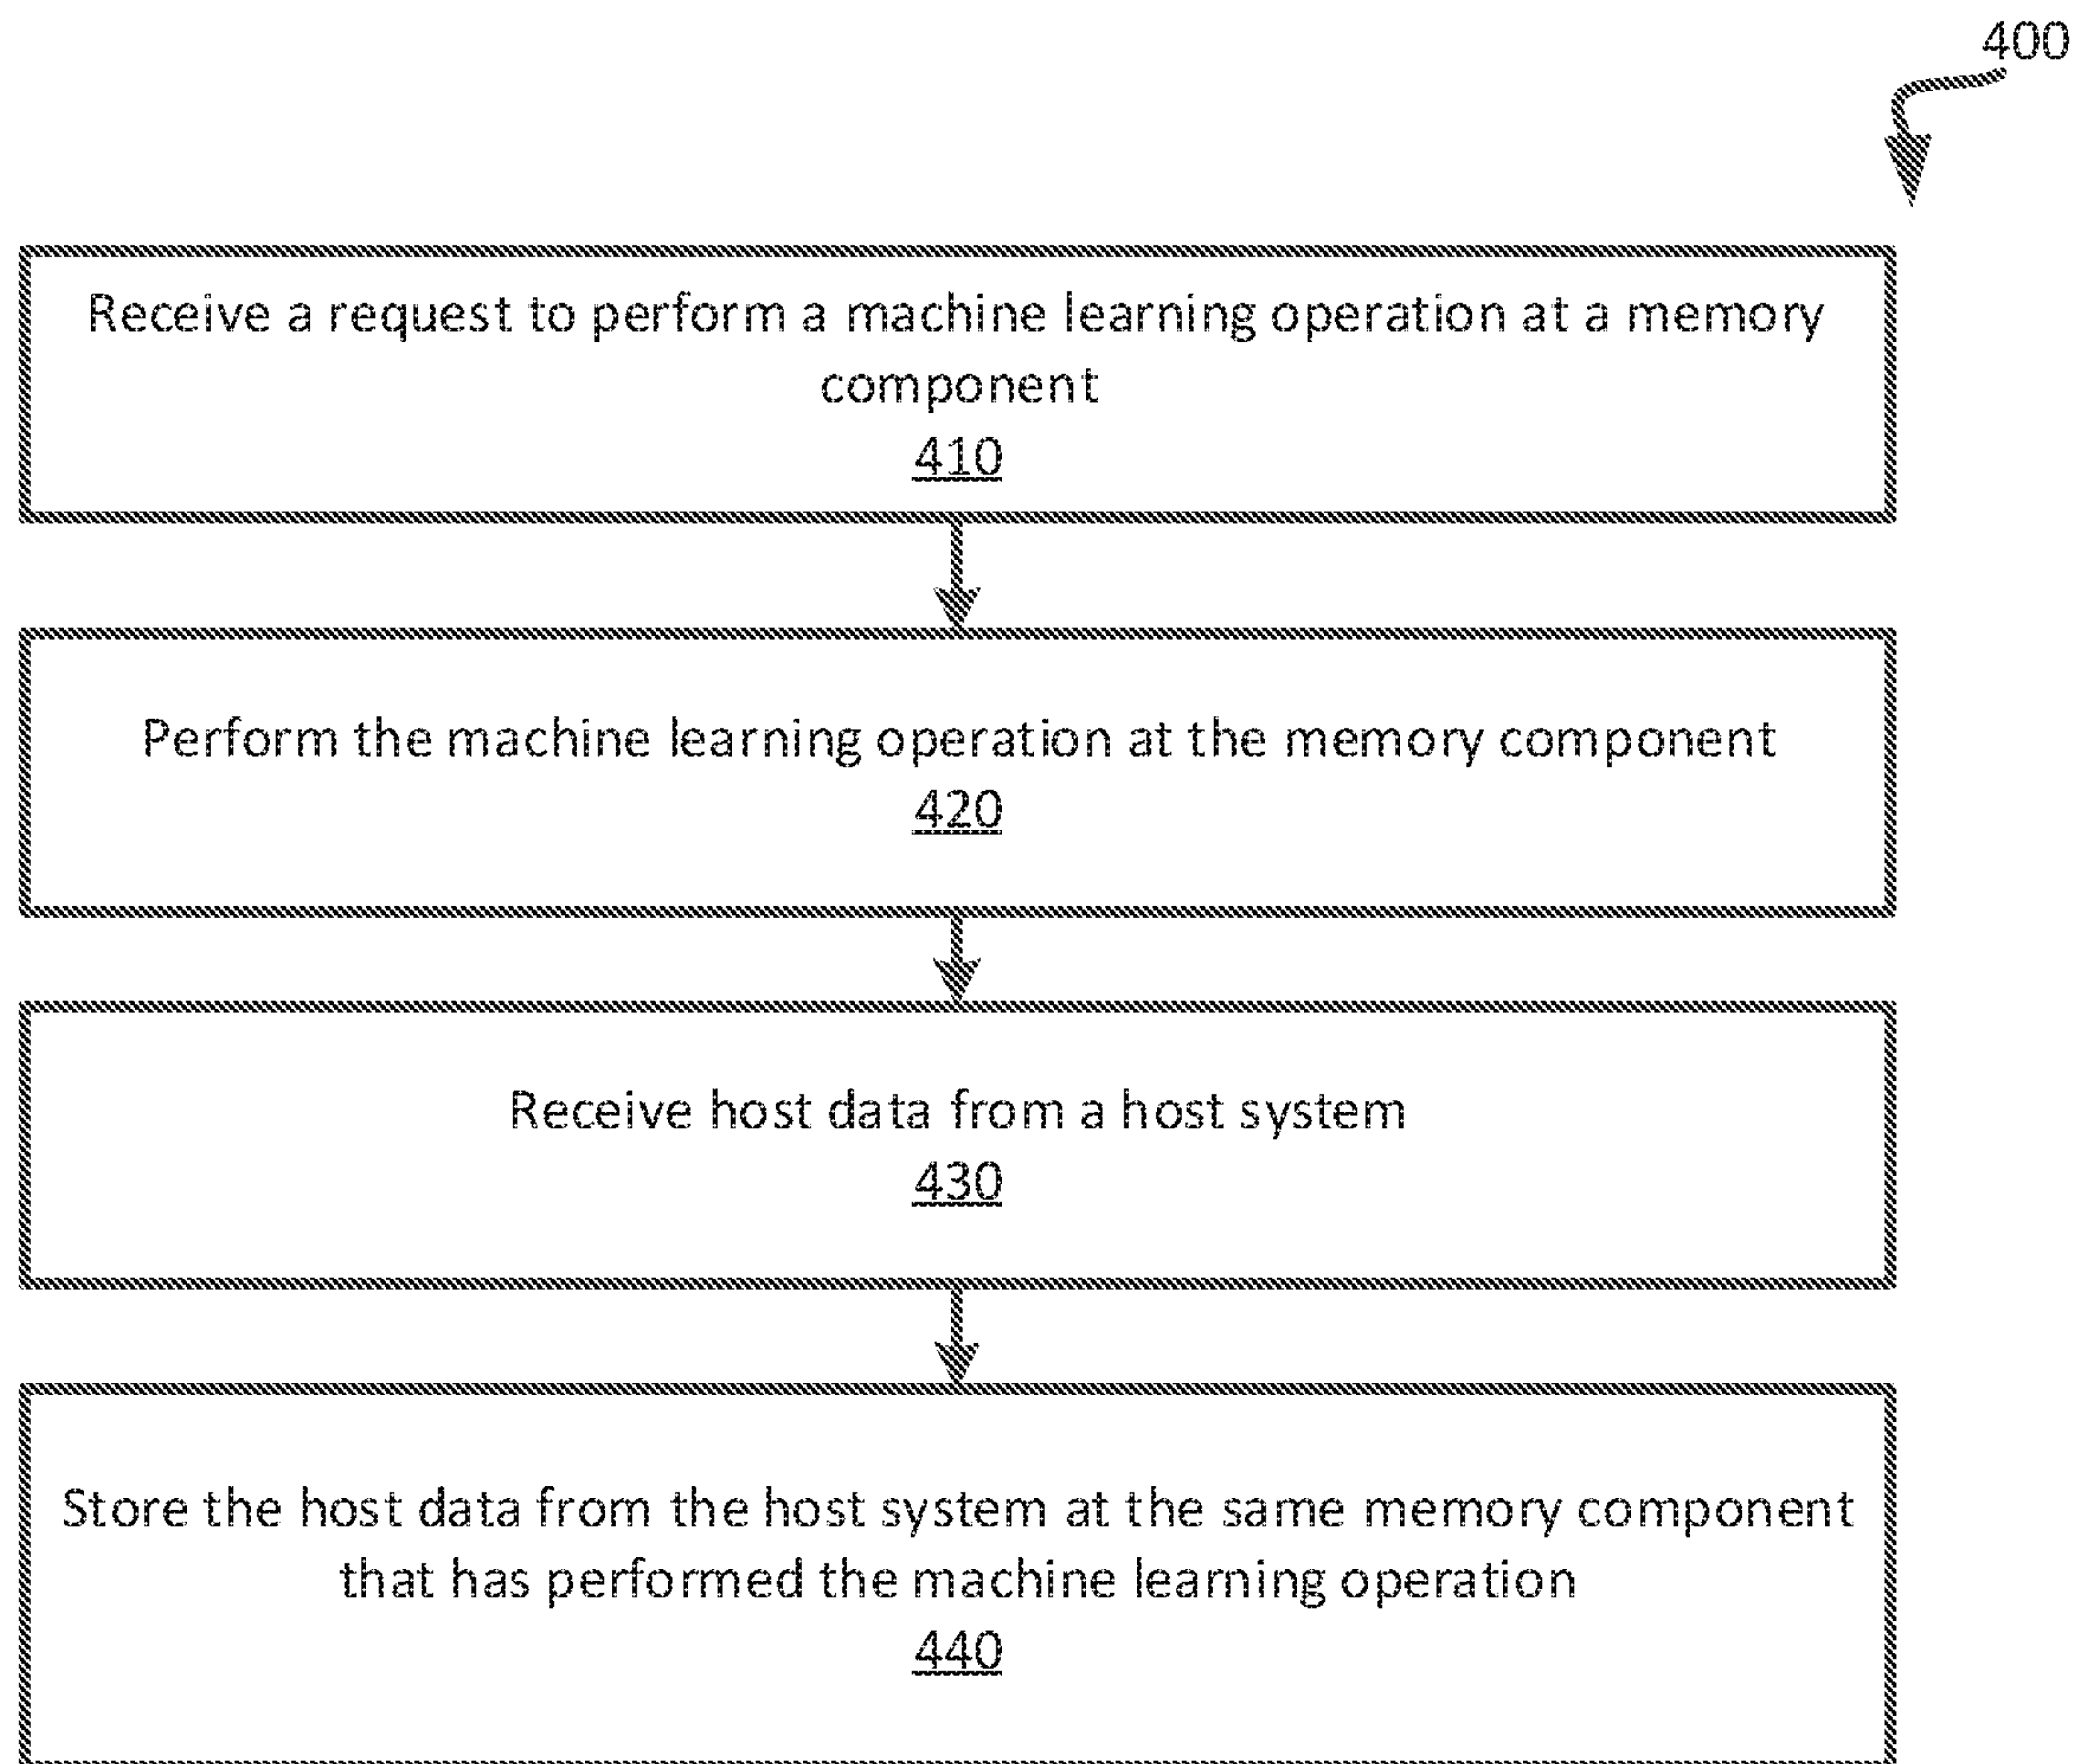 400
Receive a request to perform a machine learning operation at a memory
component
410
Perform the machine learning operation at the memory component
420
Receive host data from a host system
430
Store the host data from the host system at the same memory component
that has performed the machine learning operation
440